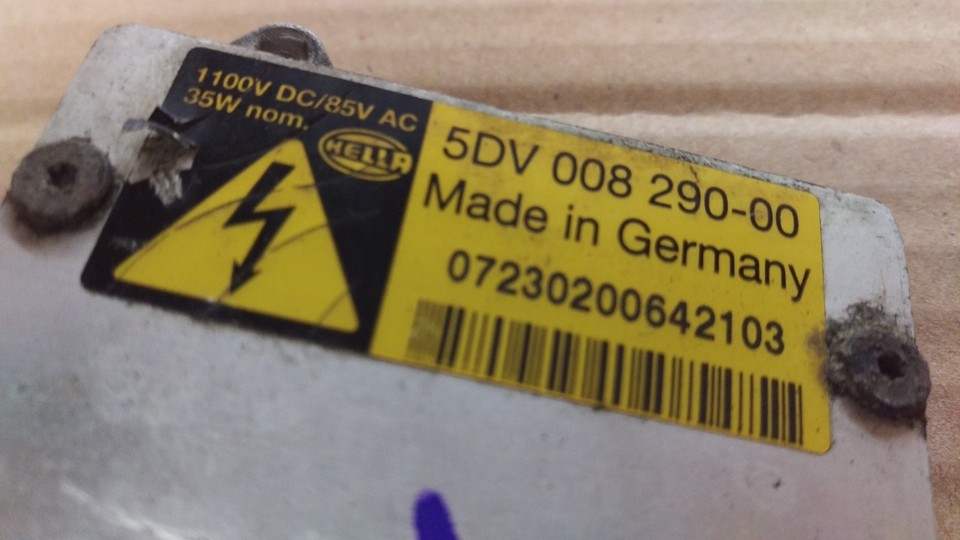 1100V DC/85V AC
35W nom.
HELLA
5DV 008 290-00
Made in Germany
07230200642103